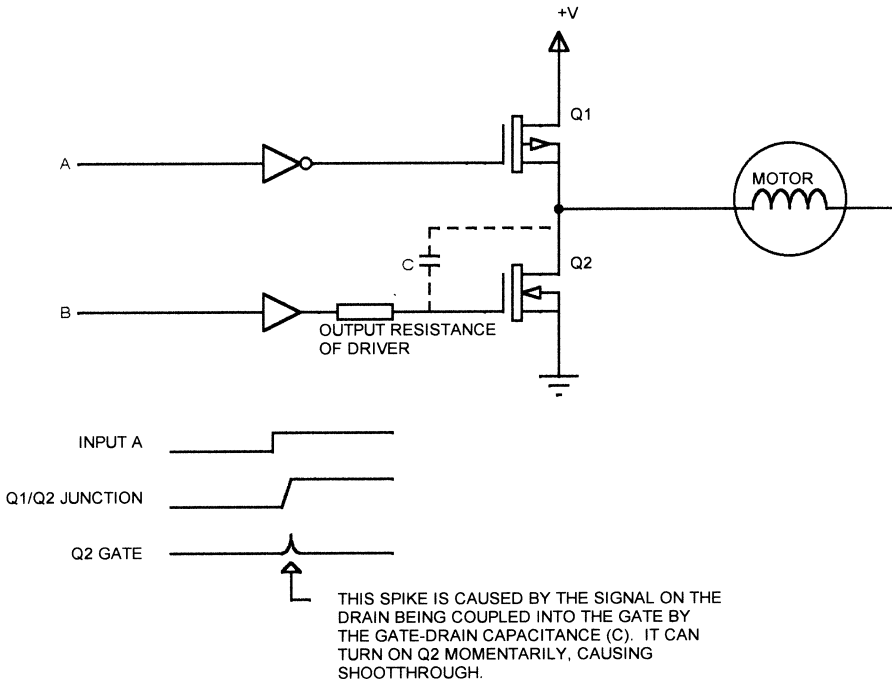 +V
Q1
A
MOTOR
C
Q2
B
OUTPUT RESISTANCE
OF DRIVER
INPUT A
Q1/Q2 JUNCTION
Q2 GATE
THIS SPIKE IS CAUSED BY THE SIGNAL ON THE
DRAIN BEING COUPLED INTO THE GATE BY
THE GATE-DRAIN CAPACITANCE (C).  IT CAN
TURN ON Q2 MOMENTARILY, CAUSING
SHOOTTHROUGH.